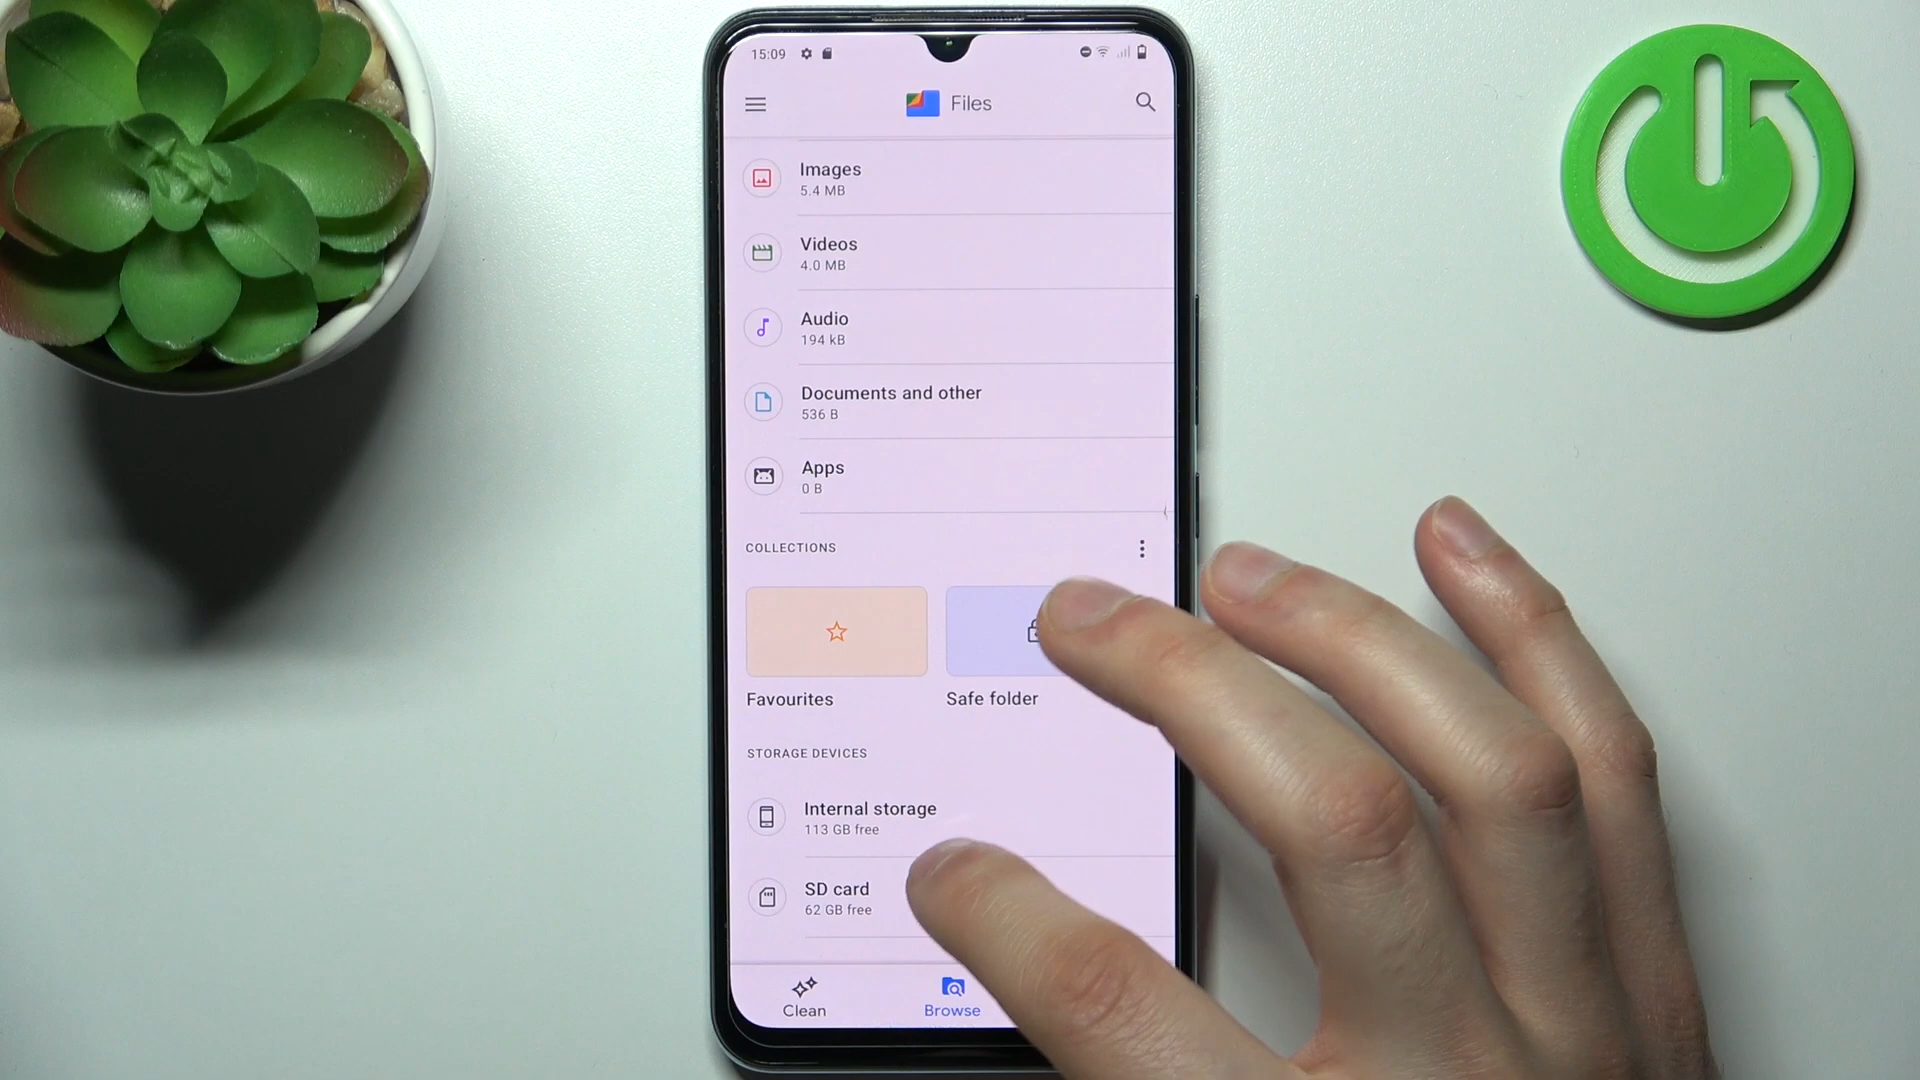 15:09
Files
Images
5.4 MB
Videos
4.0 MB
Audio
194 kB
Documents and other
536 B
Apps
0 B
COLLECTIONS
Favourites
Safe folder
STORAGE DEVICES
Internal storage
113 GB free
SD card
62 GB free
Clean
Browse